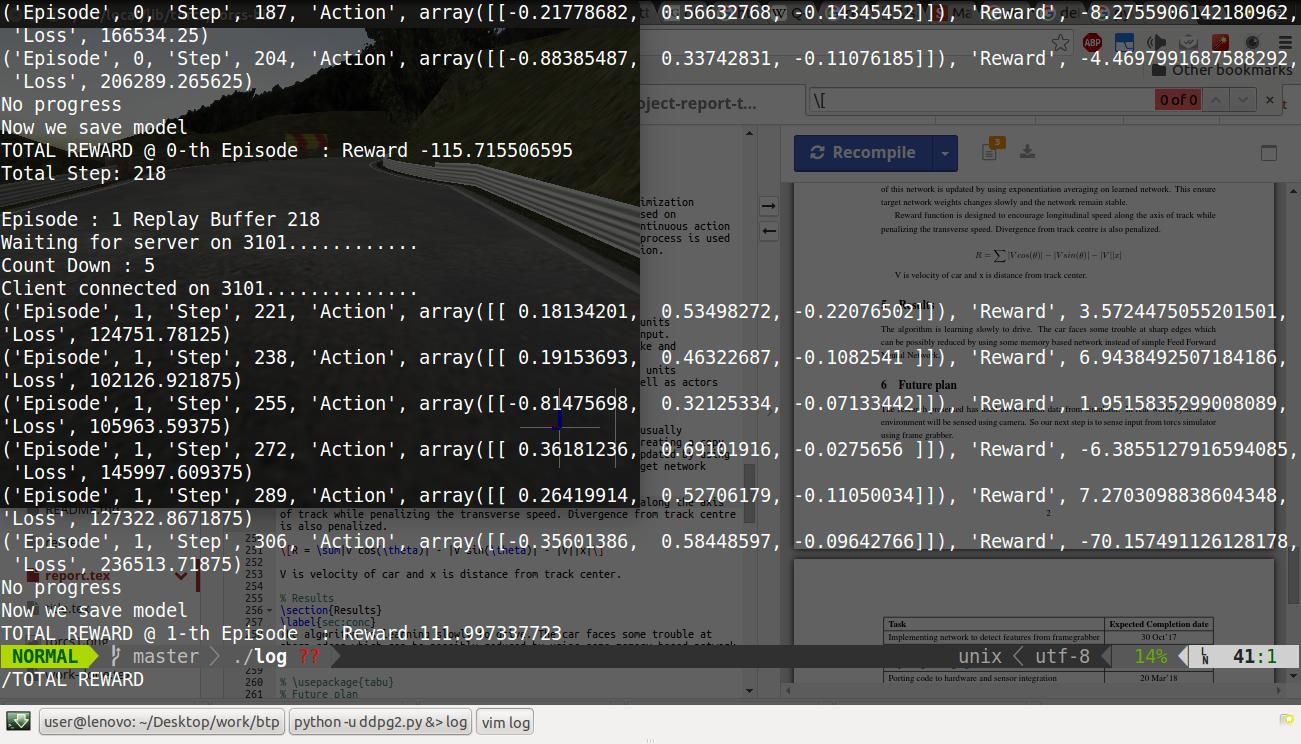 ('Episode', 0, 'Step', 187, 'Action', array([[-0.21778682, 0.56632768, -0.14345452]]), 'Reward', -8.2755906142180962,
'Loss', 166534.25)
('Episode', 0, 'Step', 204, 'Action', array([[-0.88385487, 0.33742831, -0.11076185]]), 'Reward', -4.4697991687588292,
'Loss', 206289.265625)
No progress
Now we save model
TOTAL REWARD @ 0-th Episode : Reward -115.715506595
Total Step: 218
Episode : 1 Replay Buffer 218
Waiting for server on 3101............
Count Down : 5
Client connected on 3101..............
('Episode', 1, 'Step', 221, 'Action', array([[ 0.18134201, 0.53498272, -0.22076502]]), 'Reward', 3.5724475055201501,
'Loss', 124751.78125)
('Episode', 1, 'Step', 238, 'Action', array([[ 0.19153693, 0.46322687, -0.1082541 ]]), 'Reward', 6.9438492507184186,
'Loss', 102126.921875)
('Episode', 1, 'Step', 255, 'Action', array([[-0.81475698, 0.32125334, -0.07133442]]), 'Reward', 1.9515835299008089,
'Loss', 105963.59375)
('Episode', 1, 'Step', 272, 'Action', array([[ 0.36181236, 0.69101916, -0.0275656 ]]), 'Reward', -6.3855127916594085,
'Loss', 145997.609375)
('Episode', 1, 'Step', 289, 'Action', array([[ 0.26419914, 0.52706179, -0.11050034]]), 'Reward', 7.2703098838604348,
'Loss', 127322.8671875)
('Episode', 1, 'Step', 306, 'Action', array([[-0.35601386, 0.58448597, -0.09642766]]), 'Reward', -70.157491126128178,
'Loss', 236513.71875)
No progress
Now we save model
TOTAL REWARD @ 1-th Episode : Reward 111.997337723
NORMAL master ./log ?? unix utf-8 14% LN 41:1
/TOTAL REWARD
user@lenovo: ~/Desktop/work/btp python -u ddpg2.py &> log vim log
ABP
Other bookmarks
oject-report-t...
\[ 0 of 0
Recompile 3
of this network is updated by using exponentiation averaging on learned network. This ensure
target network weights changes slowly and the network remain stable.
Reward function is designed to encourage longitudinal speed along the axis of track while
penalizing the transverse speed. Divergence from track centre is also penalized.
R = ∑ |V cos(θ)| − |V sin(θ)| − |V||x|
V is velocity of car and x is distance from track center.
The algorithm is learning slowly to drive. The car faces some trouble at sharp edges which
can be possibly reduced by using some memory based network instead of simple Feed Forward
6 Future plan
environment will be sensed using camera. So our next step is to sense input from torcs simulator
using frame grabber.
2
Task Expected Completion date
Implementing network to detect features from framegrabber 30 Oct'17
Porting code to hardware and sensor integration 20 Mar'18
of track while penalizing the transverse speed. Divergence from track centre
is also penalized.
251 \[R = \sum|V cos(\theta)| - |V sin(\theta)| - |V||x|\]
253 V is velocity of car and x is distance from track center.
254
255 % Results
256 \section{Results}
257 \label{sec:conc}
259
260 % \usepackage{tabu}
261 % Future plan
report.tex